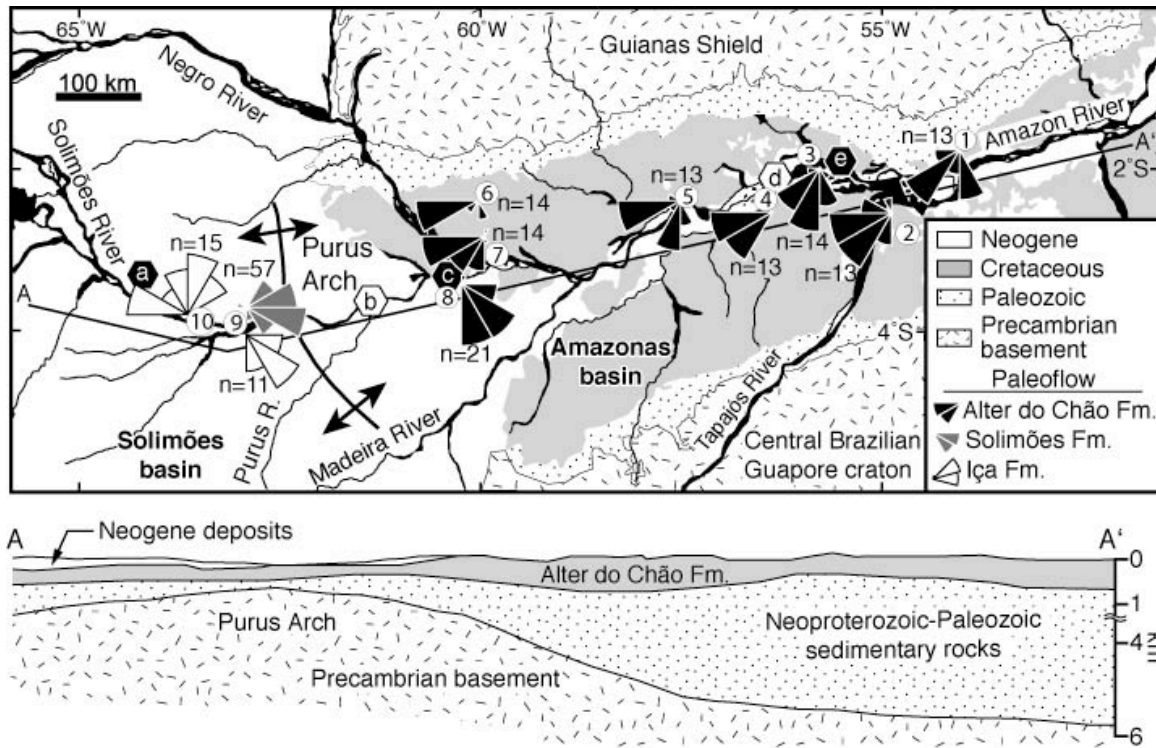 65°W
60°W
55°W
Guianas Shield
100 km
Negro River
Solimões River
n=13
1
Amazon River
A'
2°S
3
e
d
6
n=14
n=13
5
4
n=15
n=57
Purus
Arch
n=14
7
n=14
2
a
c
n=13
n=13
A
10
9
b
8
4°S
n=11
n=21
Amazonas
basin
Solimões
basin
Purus R.
Madeira River
Tapajós River
Central Brazilian
Guapore craton
Neogene
Cretaceous
Paleozoic
Precambrian
basement
Paleoflow
Alter do Chão Fm.
Solimões Fm.
Iça Fm.
A
Neogene deposits
A'
0
Alter do Chão Fm.
1
Purus Arch
Neoproterozoic-Paleozoic
sedimentary rocks
4
Precambrian basement
6